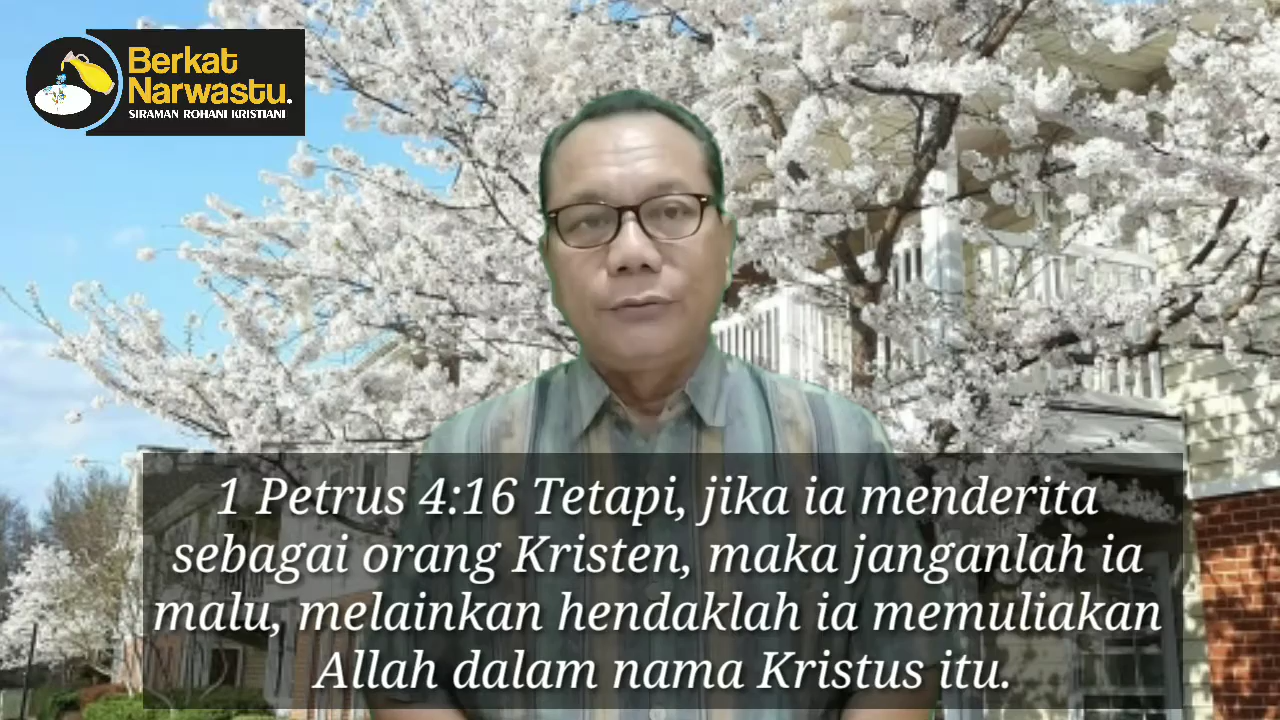 Berkat
Narwastu.
SIRAMAN ROHANI KRISTIANI
1 Petrus 4:16 Tetapi, jika ia menderita
sebagai orang Kristen, maka janganlah ia
malu, melainkan hendaklah ia memuliakan
Allah dalam nama Kristus itu.